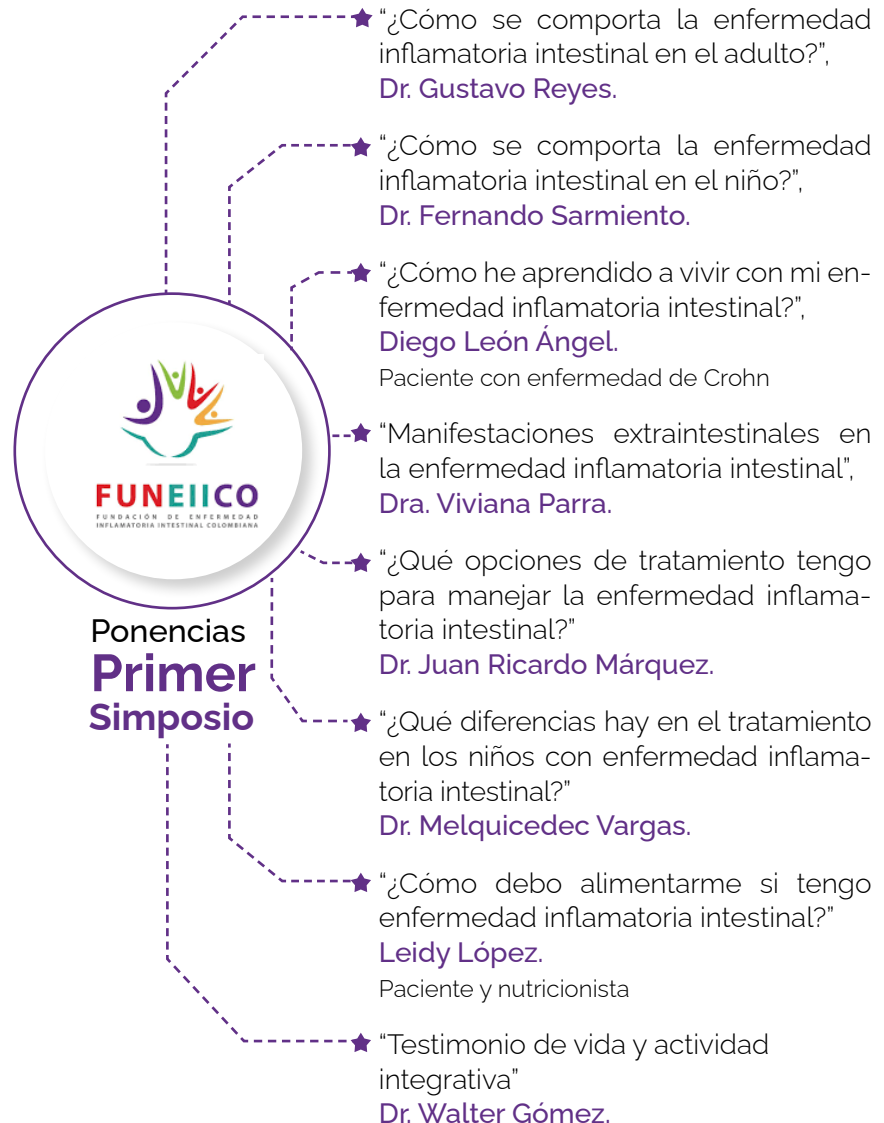 “¿Cómo se comporta la enfermedad
inflamatoria intestinal en el adulto?”,
Dr. Gustavo Reyes.
“¿Cómo se comporta la enfermedad
inflamatoria intestinal en el niño?”,
Dr. Fernando Sarmiento.
“¿Cómo he aprendido a vivir con mi en-
fermedad inflamatoria intestinal?”,
Diego León Ángel.
Paciente con enfermedad de Crohn
“Manifestaciones extraintestinales en
la enfermedad inflamatoria intestinal”,
Dra. Viviana Parra.
“¿Qué opciones de tratamiento tengo
para manejar la enfermedad inflama-
toria intestinal?”
Dr. Juan Ricardo Márquez.
“¿Qué diferencias hay en el tratamiento
en los niños con enfermedad inflama-
toria intestinal?”
Dr. Melquicedec Vargas.
“¿Cómo debo alimentarme si tengo
enfermedad inflamatoria intestinal?”
Leidy López.
Paciente y nutricionista
“Testimonio de vida y actividad
integrativa”
Dr. Walter Gómez.
FUNEIICO
FUNDACIÓN DE ENFERMEDAD
INFLAMATORIA INTESTINAL COLOMBIANA
Ponencias
Primer
Simposio